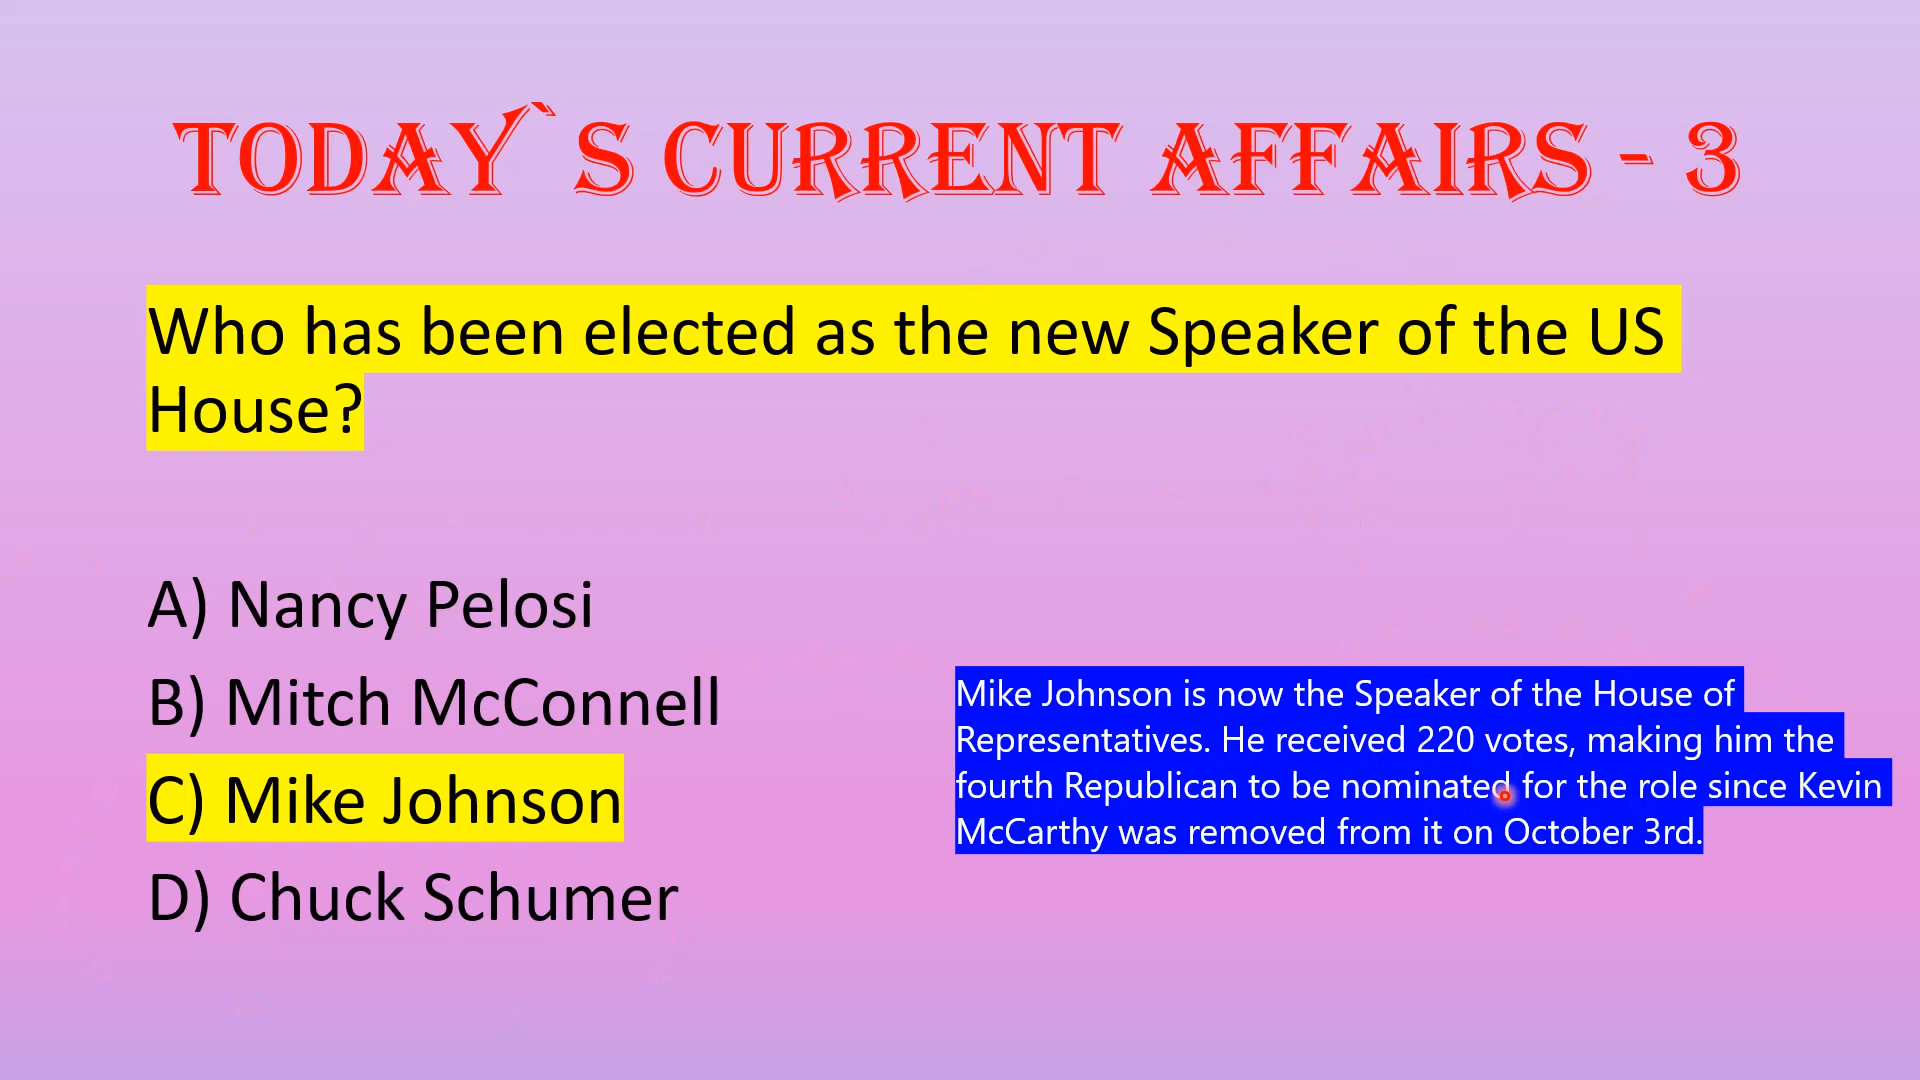 TODAY`S CURRENT AFFAIRS - 3
Who has been elected as the new Speaker of the US
House?
A) Nancy Pelosi
B) Mitch McConnell
C) Mike Johnson
D) Chuck Schumer
Mike Johnson is now the Speaker of the House of
Representatives. He received 220 votes, making him the
fourth Republican to be nominated for the role since Kevin
McCarthy was removed from it on October 3rd.